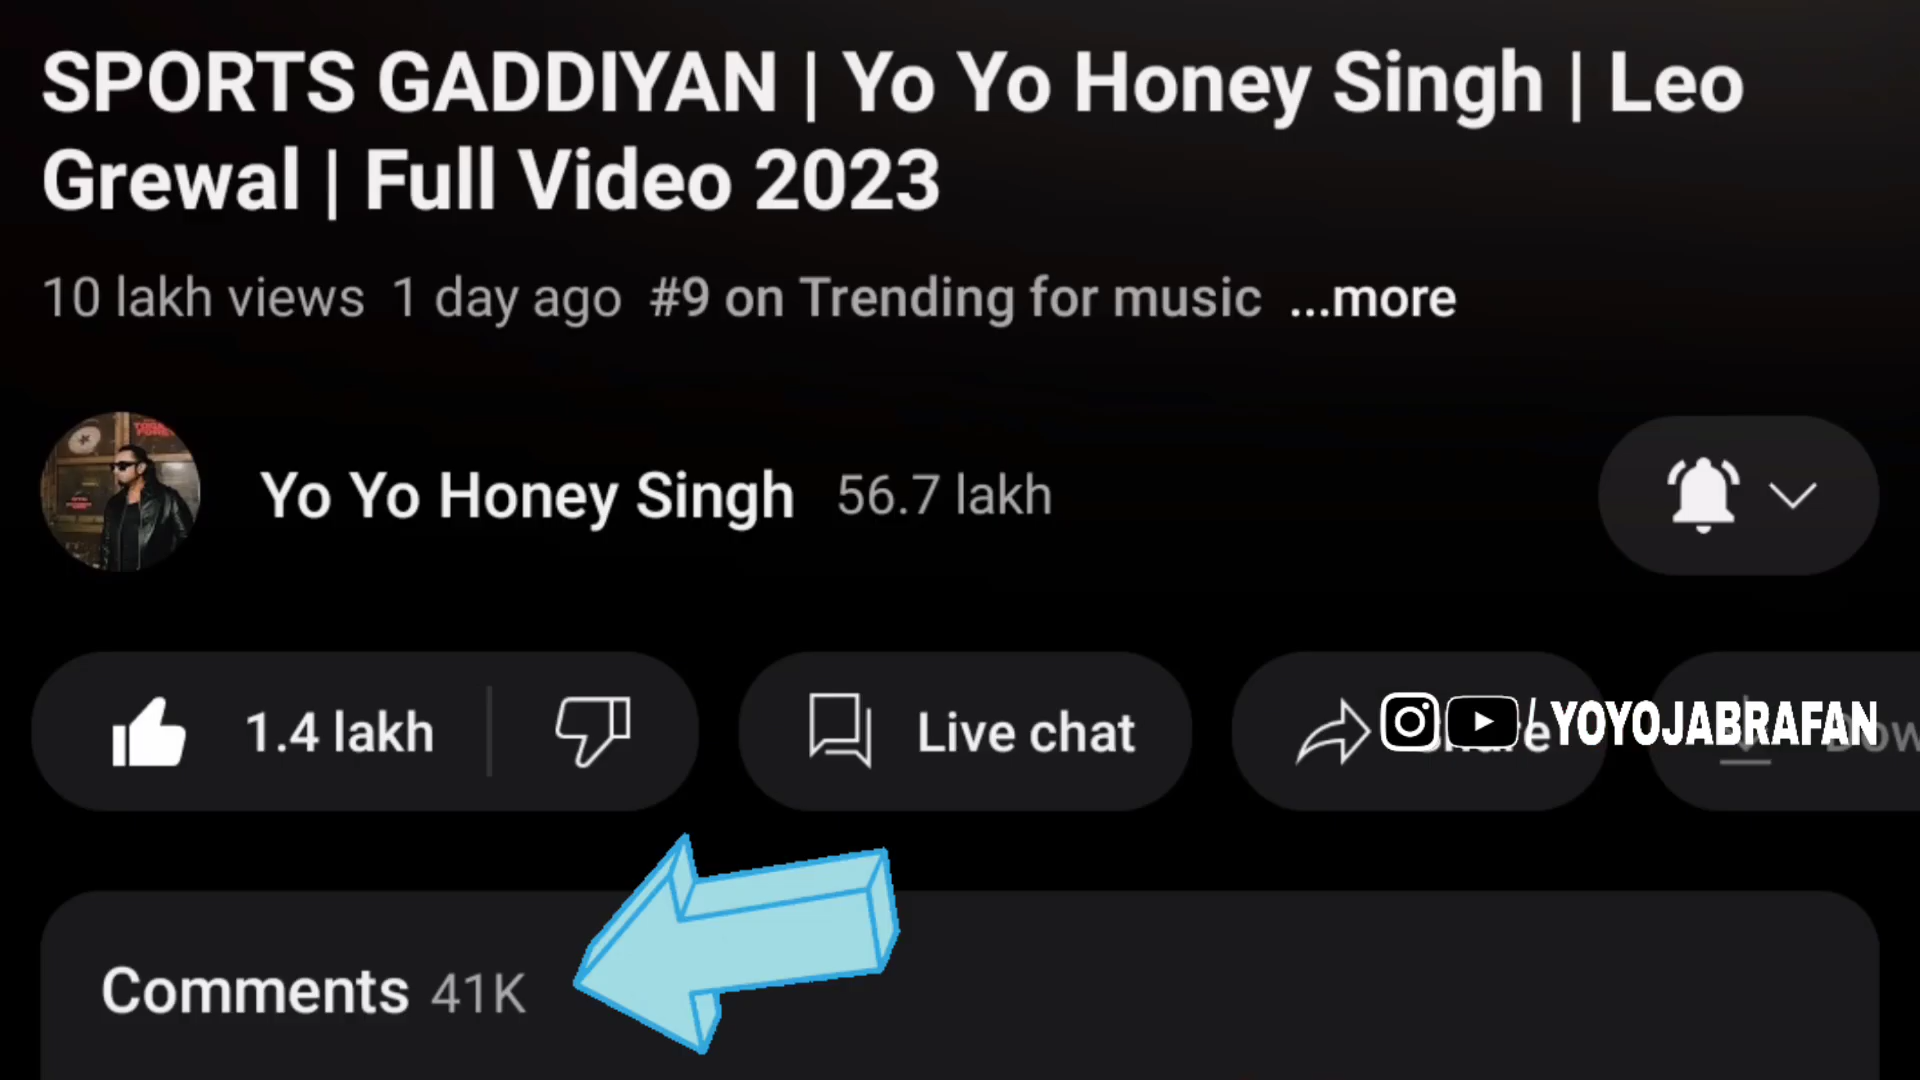 SPORTS GADDIYAN | Yo Yo Honey Singh | Leo
Grewal | Full Video 2023
10 lakh views 1 day ago #9 on Trending for music ...more
Yo Yo Honey Singh 56.7 lakh
1.4 lakh
Live chat
/YOYOJABRAFAN
Comments 41K